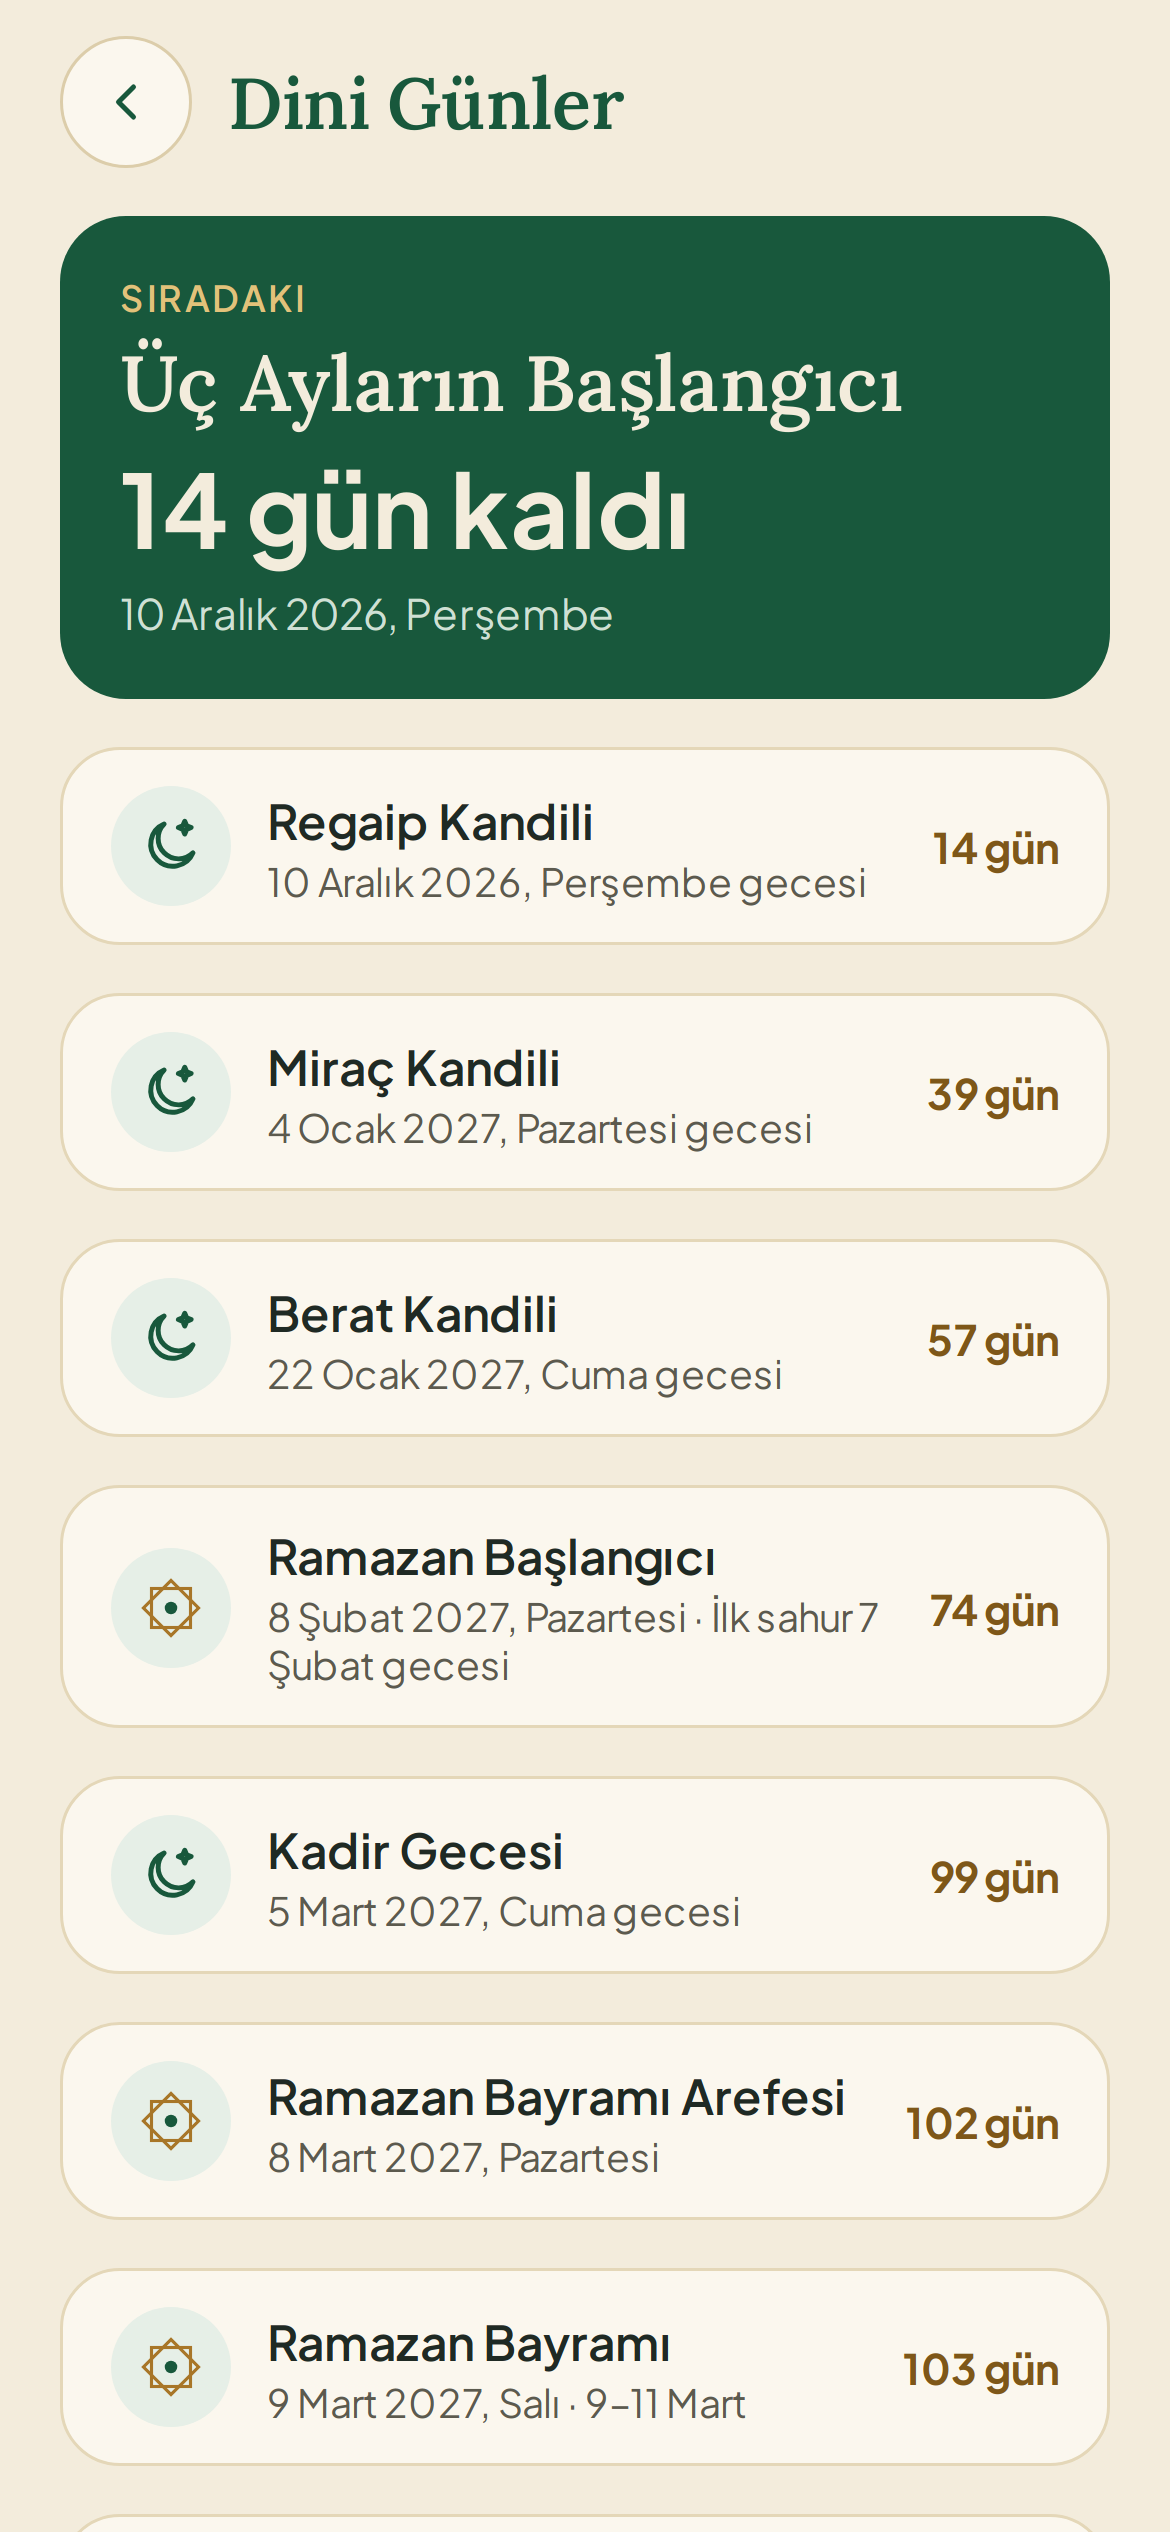 Dini Günler
SIRADAKI
Üç Ayların Başlangıcı
14 gün kaldı
10 Aralık 2026, Perşembe
Regaip Kandili
10 Aralık 2026, Perşembe gecesi
14 gün
Miraç Kandili
4 Ocak 2027, Pazartesi gecesi
39 gün
Berat Kandili
22 Ocak 2027, Cuma gecesi
57 gün
Ramazan Başlangıcı
8 Şubat 2027, Pazartesi · İlk sahur 7
Şubat gecesi
74 gün
Kadir Gecesi
5 Mart 2027, Cuma gecesi
99 gün
Ramazan Bayramı Arefesi
8 Mart 2027, Pazartesi
102 gün
Ramazan Bayramı
9 Mart 2027, Salı · 9–11 Mart
103 gün